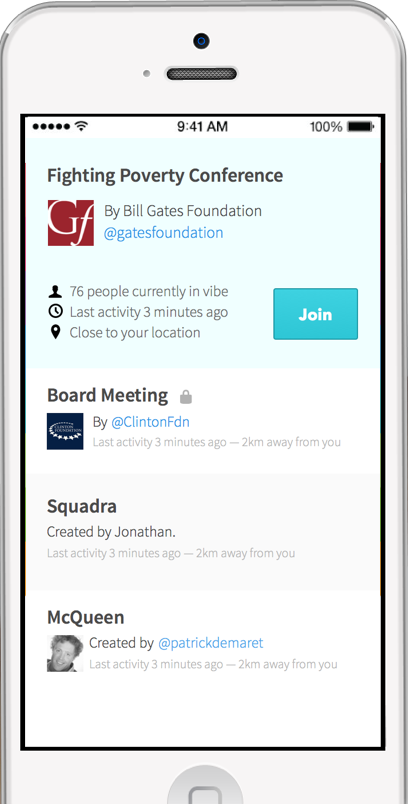 9:41 AM
100%
Fighting Poverty Conference
Gf
By Bill Gates Foundation
@gatesfoundation
76 people currently in vibe
Last activity 3 minutes ago
Close to your location
Join
Board Meeting
CLINTON
FOUNDATION
By @ClintonFdn
Last activity 3 minutes ago — 2km away from you
Squadra
Created by Jonathan.
Last activity 3 minutes ago — 2km away from you
McQueen
Created by @patrickdemaret
Last activity 3 minutes ago — 2km away from you